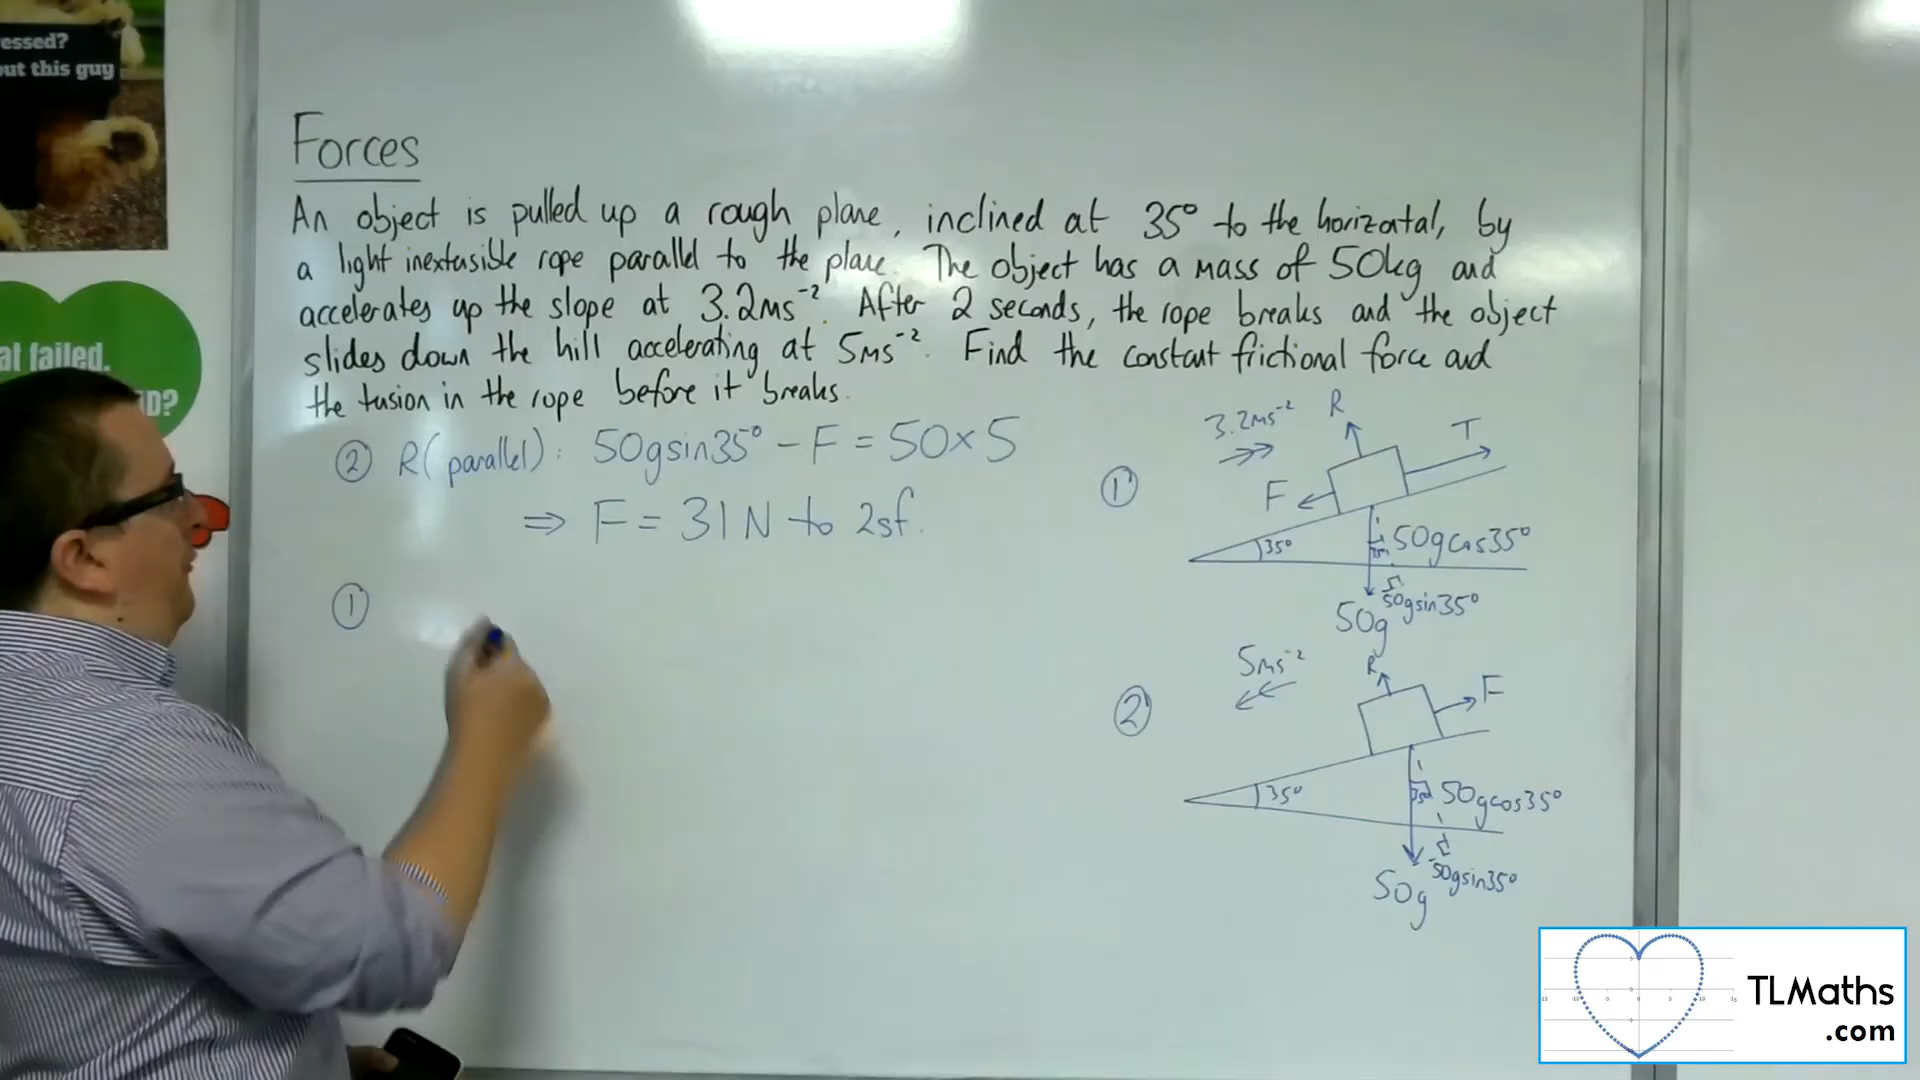 essed?
out this guy
at failed.
D?
Forces
An object is pulled up a rough plane, inclined at 35° to the horizontal, by
a light inextensible rope parallel to the plane. The object has a mass of 50kg and
accelerates up the slope at 3.2ms⁻². After 2 seconds, the rope breaks and the object
slides down the hill accelerating at 5ms⁻². Find the constant frictional force and
the tension in the rope before it breaks.
② R(parallel): 50gsin35° - F = 50×5
⇒ F = 31N to 2sf.
①
①
3.2ms⁻²
R
T
F
35°
35°
50gcos35°
50gsin35°
50g
②
5ms⁻²
R
F
35°
35°
50gcos35°
50gsin35°
50g
TLMaths
.com